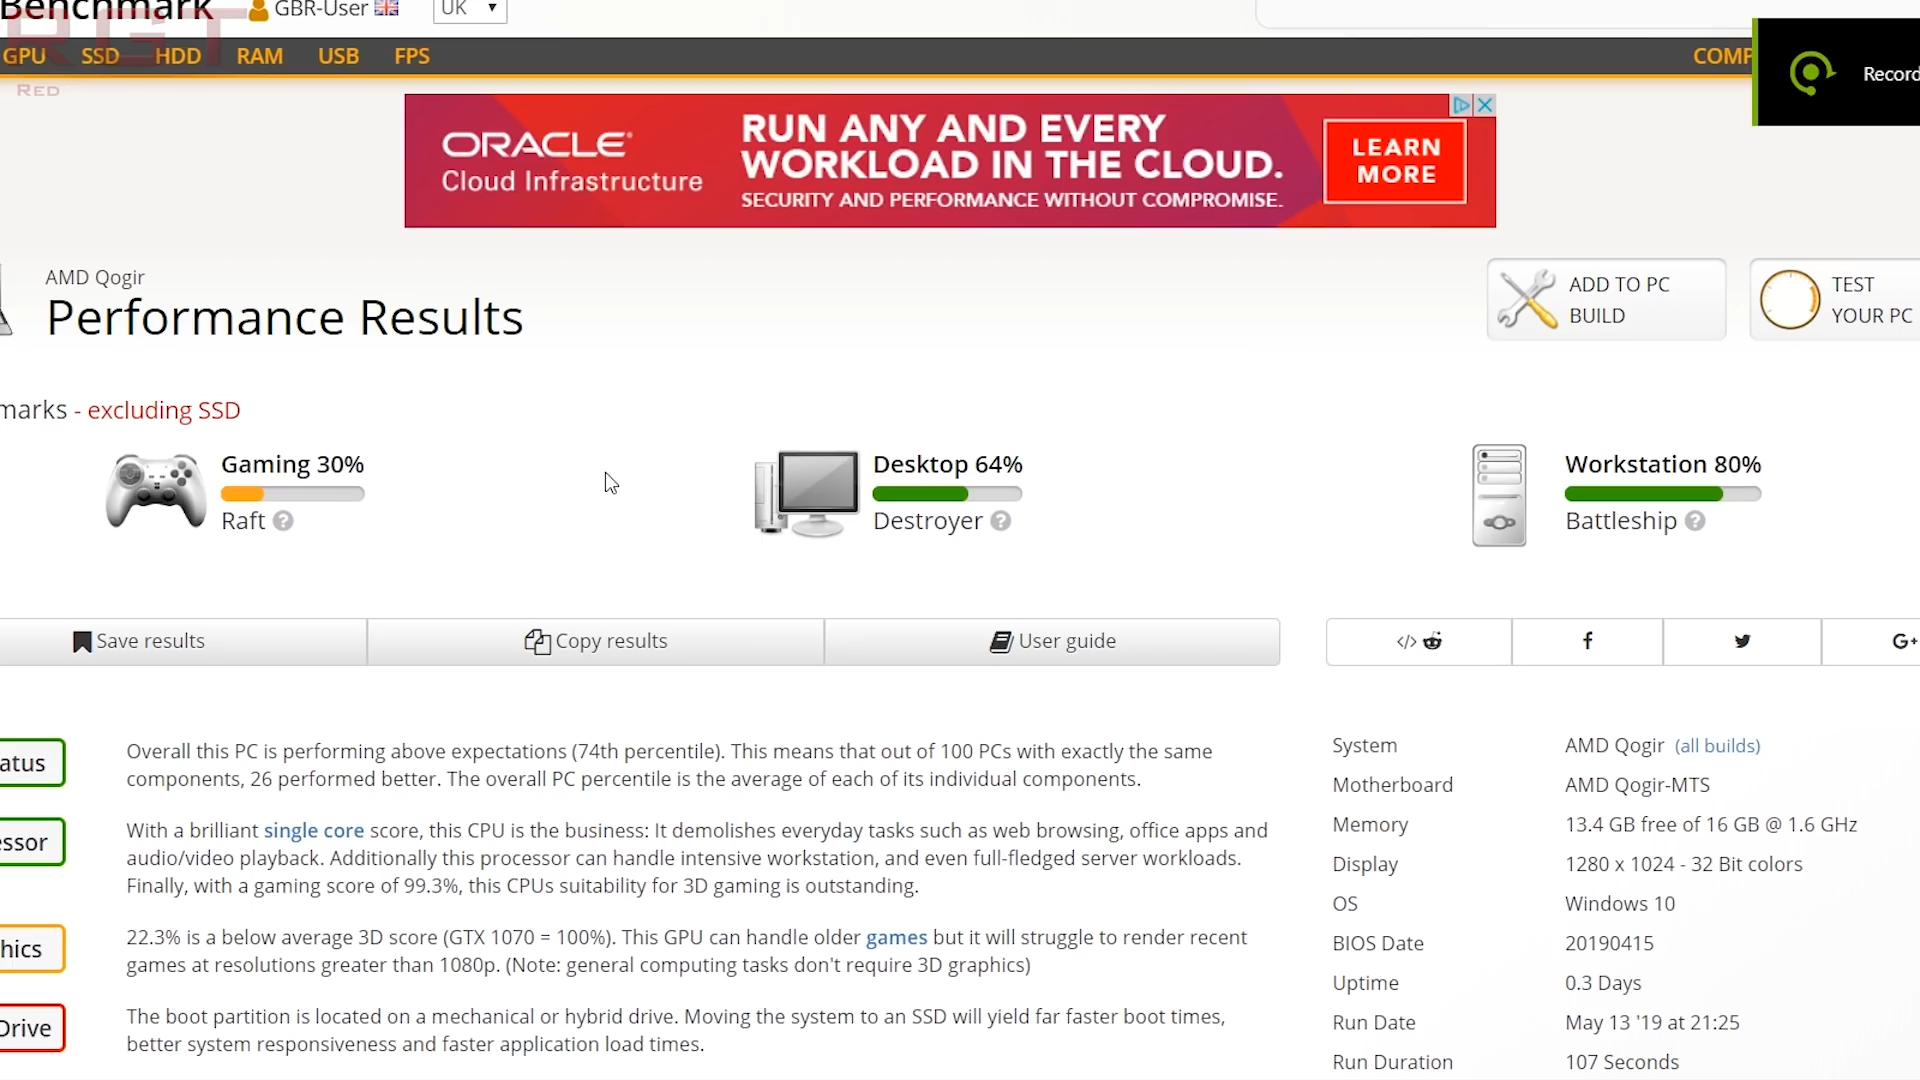 Benchmark
GBR-User
UK
RGT
GPU SSD HDD RAM USB FPS
COMP
Record
RED
ORACLE
Cloud Infrastructure
RUN ANY AND EVERY
WORKLOAD IN THE CLOUD.
SECURITY AND PERFORMANCE WITHOUT COMPROMISE.
LEARN
MORE
AMD Qogir
Performance Results
ADD TO PC
BUILD
TEST
YOUR PC
marks - excluding SSD
Gaming 30%
Raft ?
Desktop 64%
Destroyer ?
Workstation 80%
Battleship ?
Save results
Copy results
User guide
</>
f
G+
atus
Overall this PC is performing above expectations (74th percentile). This means that out of 100 PCs with exactly the same
components, 26 performed better. The overall PC percentile is the average of each of its individual components.
essor
With a brilliant single core score, this CPU is the business: It demolishes everyday tasks such as web browsing, office apps and
audio/video playback. Additionally this processor can handle intensive workstation, and even full-fledged server workloads.
Finally, with a gaming score of 99.3%, this CPUs suitability for 3D gaming is outstanding.
hics
22.3% is a below average 3D score (GTX 1070 = 100%). This GPU can handle older games but it will struggle to render recent
games at resolutions greater than 1080p. (Note: general computing tasks don't require 3D graphics)
Drive
The boot partition is located on a mechanical or hybrid drive. Moving the system to an SSD will yield far faster boot times,
better system responsiveness and faster application load times.
System AMD Qogir (all builds)
Motherboard AMD Qogir-MTS
Memory 13.4 GB free of 16 GB @ 1.6 GHz
Display 1280 x 1024 - 32 Bit colors
OS Windows 10
BIOS Date 20190415
Uptime 0.3 Days
Run Date May 13 '19 at 21:25
Run Duration 107 Seconds